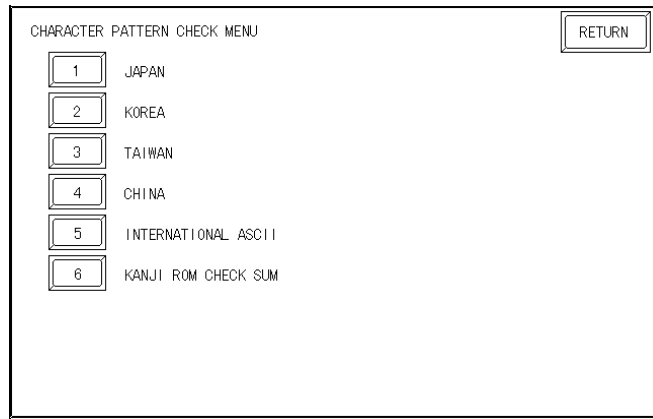 CHARACTER PATTERN CHECK MENU
RETURN
1 JAPAN
2 KOREA
3 TAIWAN
4 CHINA
5 INTERNATIONAL ASCII
6 KANJI ROM CHECK SUM